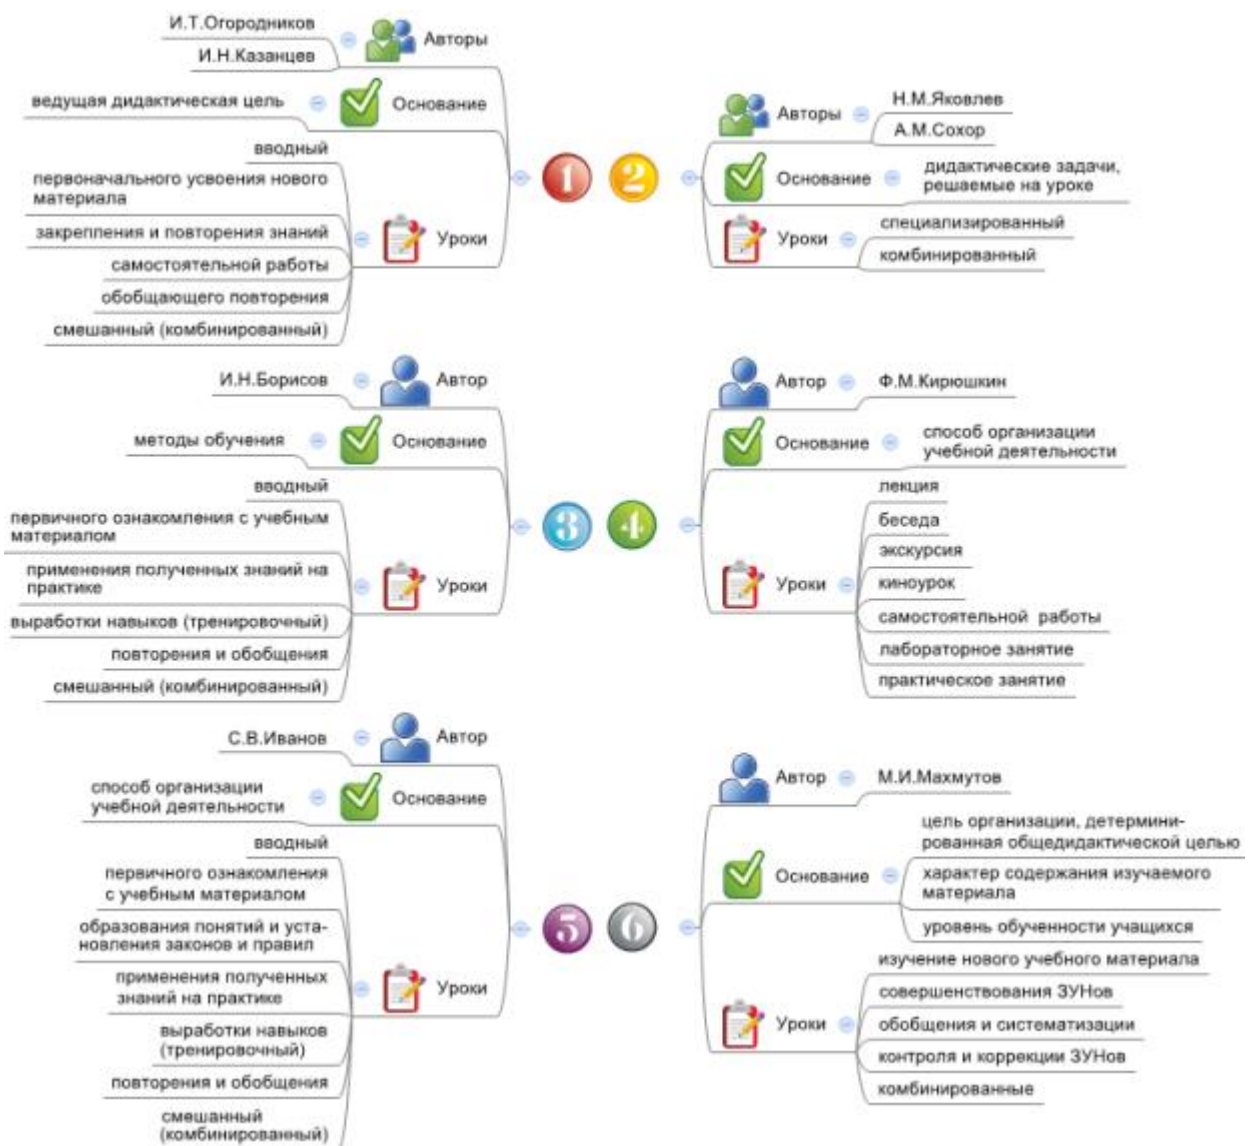 И.Т.Огородников
И.Н.Казанцев
Авторы
ведущая дидактическая цель
Основание
вводный
первоначального усвоения нового
материала
закрепления и повторения знаний
самостоятельной работы
обобщающего повторения
смешанный (комбинированный)
Уроки
1
2
Авторы
Н.М.Яковлев
А.М.Сохор
Основание
дидактические задачи,
решаемые на уроке
Уроки
специализированный
комбинированный
И.Н.Борисов
Автор
методы обучения
Основание
вводный
первичного ознакомления с учебным
материалом
применения полученных знаний на
практике
выработки навыков (тренировочный)
повторения и обобщения
смешанный (комбинированный)
Уроки
3
4
Автор
Ф.М.Кирюшкин
Основание
способ организации
учебной деятельности
Уроки
лекция
беседа
экскурсия
киноурок
самостоятельной работы
лабораторное занятие
практическое занятие
С.В.Иванов
Автор
способ организации
учебной деятельности
Основание
вводный
первичного ознакомления
с учебным материалом
образования понятий и уста-
новления законов и правил
применения полученных
знаний на практике
выработки навыков
(тренировочный)
повторения и обобщения
смешанный
(комбинированный)
Уроки
5
6
Автор
М.И.Махмутов
Основание
цель организации, детермини-
рованная общедидактической целью
характер содержания изучаемого
материала
уровень обученности учащихся
Уроки
изучение нового учебного материала
совершенствования ЗУНов
обобщения и систематизации
контроля и коррекции ЗУНов
комбинированные